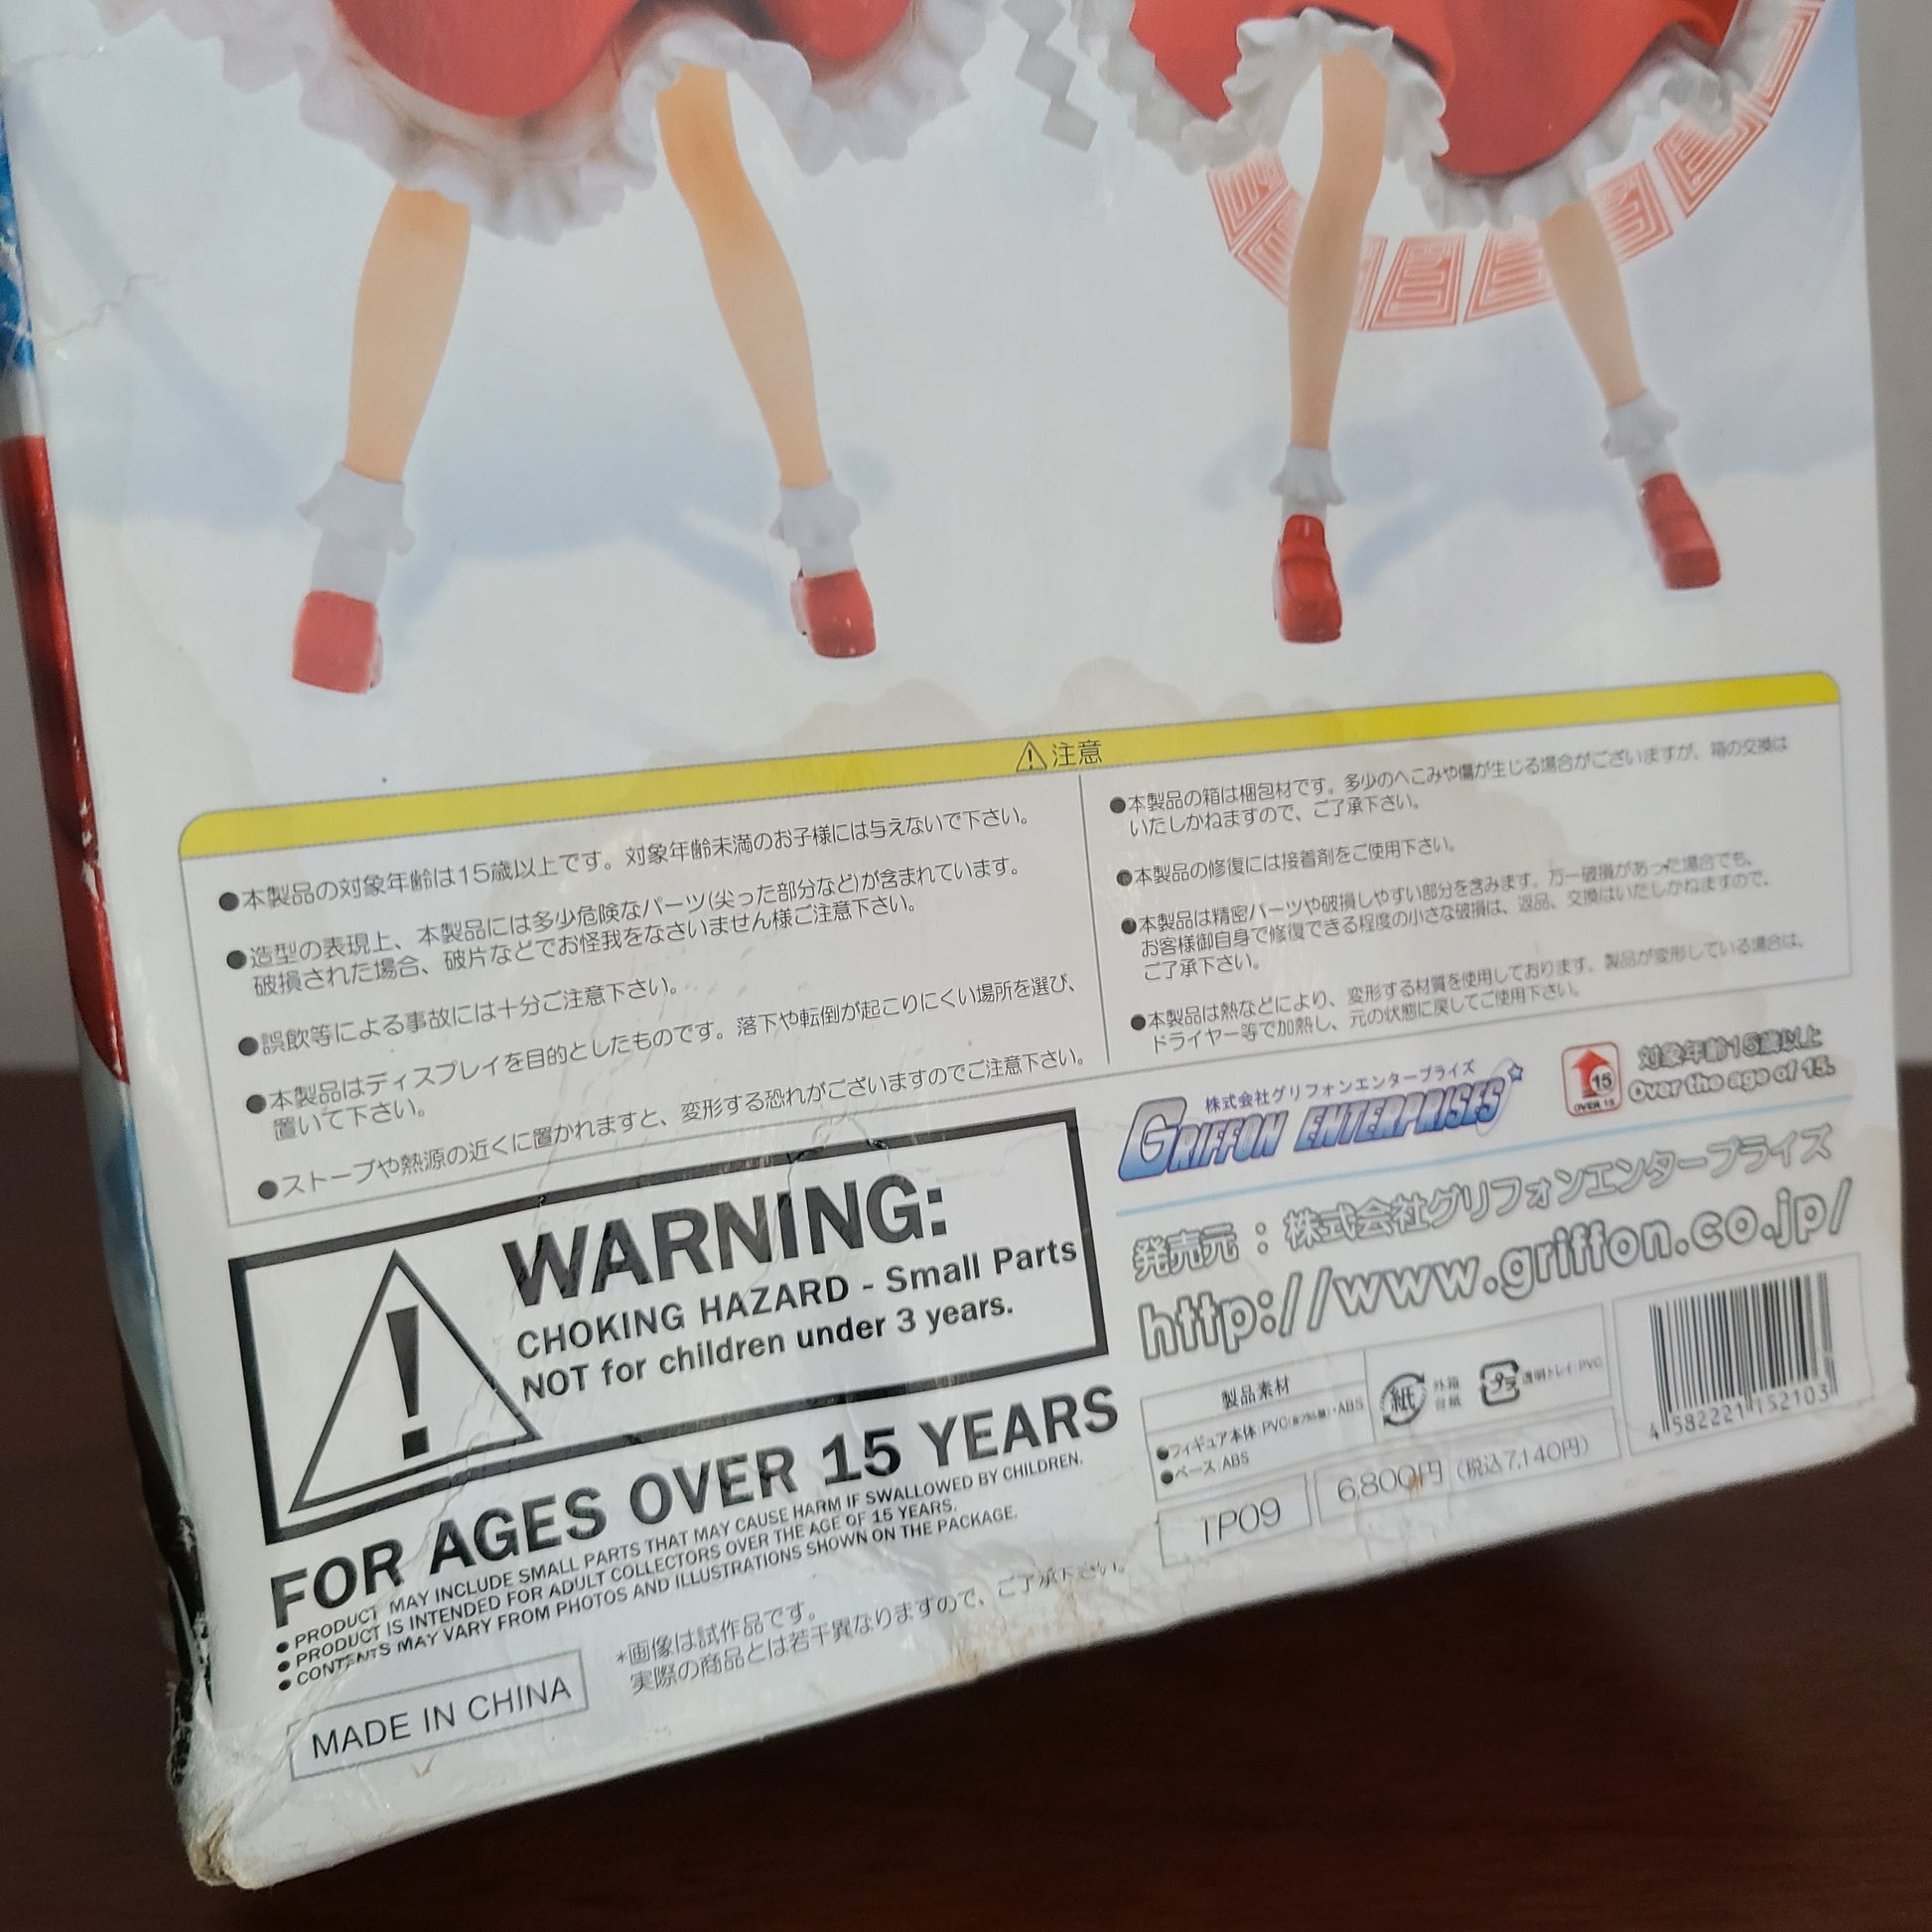 ⚠注意
●本製品の対象年齢は15歳以上です。対象年齢未満のお子様には与えないで下さい。
●造型の表現上、本製品には多少危険なパーツ(尖った部分など)が含まれています。
破損された場合、破片などでお怪我をなさいません様ご注意下さい。
●誤飲等による事故には十分ご注意下さい。
●本製品はディスプレイを目的としたものです。落下や転倒が起こりにくい場所を選び、
置いて下さい。
●ストーブや熱源の近くに置かれますと、変形する恐れがございますのでご注意下さい。
●本製品の箱は梱包材です。多少のへこみや傷が生じる場合がございますが、箱の交換は
いたしかねますので、ご了承下さい。
●本製品の修復には接着剤をご使用下さい。
●本製品は精密パーツや破損しやすい部分を含みます。万一破損があった場合でも、
お客様御自身で修復できる程度の小さな破損は、返品、交換はいたしかねますので、
ご了承下さい。
●本製品は熱などにより、変形する材質を使用しております。製品が変形している場合は、
ドライヤー等で加熱し、元の状態に戻してご使用下さい。
WARNING:
CHOKING HAZARD - Small Parts
NOT for children under 3 years.
FOR AGES OVER 15 YEARS
● PRODUCT MAY INCLUDE SMALL PARTS THAT MAY CAUSE HARM IF SWALLOWED BY CHILDREN.
● PRODUCT IS INTENDED FOR ADULT COLLECTORS OVER THE AGE OF 15 YEARS.
● CONTENTS MAY VARY FROM PHOTOS AND ILLUSTRATIONS SHOWN ON THE PACKAGE.
MADE IN CHINA
*画像は試作品です。
実際の商品とは若干異なりますので、ご了承下さい。
株式会社グリフォンエンタープライズ
GRIFFON ENTERPRISES
15
OVER 15
対象年齢15歳以上
Over the age of 15.
発売元：株式会社グリフォンエンタープライズ
http://www.griffon.co.jp/
製品素材
●フィギュア本体:PVC・ABS
●ベース:ABS
紙
外箱
台紙
プラ
透明トレイ:PVC
TP09
6,800円 (税込7,140円)
4 582221 152103